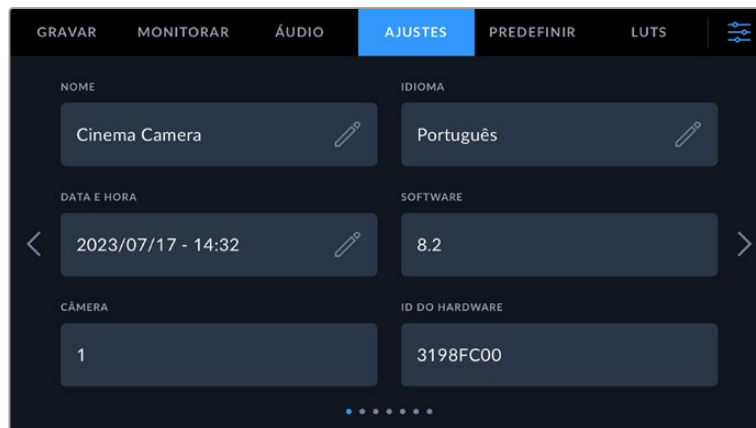 GRAVAR MONITORAR ÁUDIO AJUSTES PREDEFINIR LUTS
NOME IDIOMA
Cinema Camera Português
DATA E HORA SOFTWARE
2023/07/17 - 14:32 8.2
CÂMERA ID DO HARDWARE
1 3198FC00